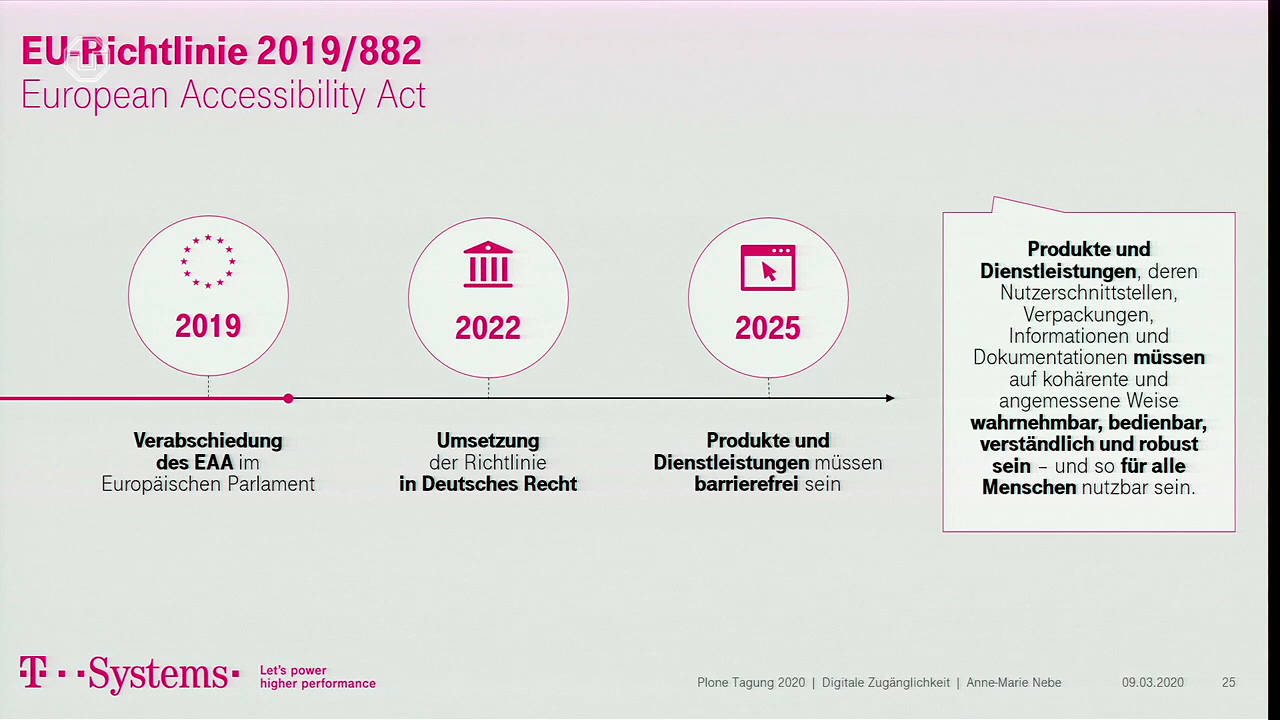 EU-Richtlinie 2019/882
European Accessibility Act
2019
2022
2025
Verabschiedung
des EAA im
Europäischen Parlament
Umsetzung
der Richtlinie
in Deutsches Recht
Produkte und
Dienstleistungen müssen
barrierefrei sein
Produkte und
Dienstleistungen, deren
Nutzerschnittstellen,
Verpackungen,
Informationen und
Dokumentationen müssen
auf kohärente und
angemessene Weise
wahrnehmbar, bedienbar,
verständlich und robust
sein – und so für alle
Menschen nutzbar sein.
T · · Systems ·
Let's power
higher performance
Plone Tagung 2020 | Digitale Zugänglichkeit | Anne-Marie Nebe
09.03.2020
25